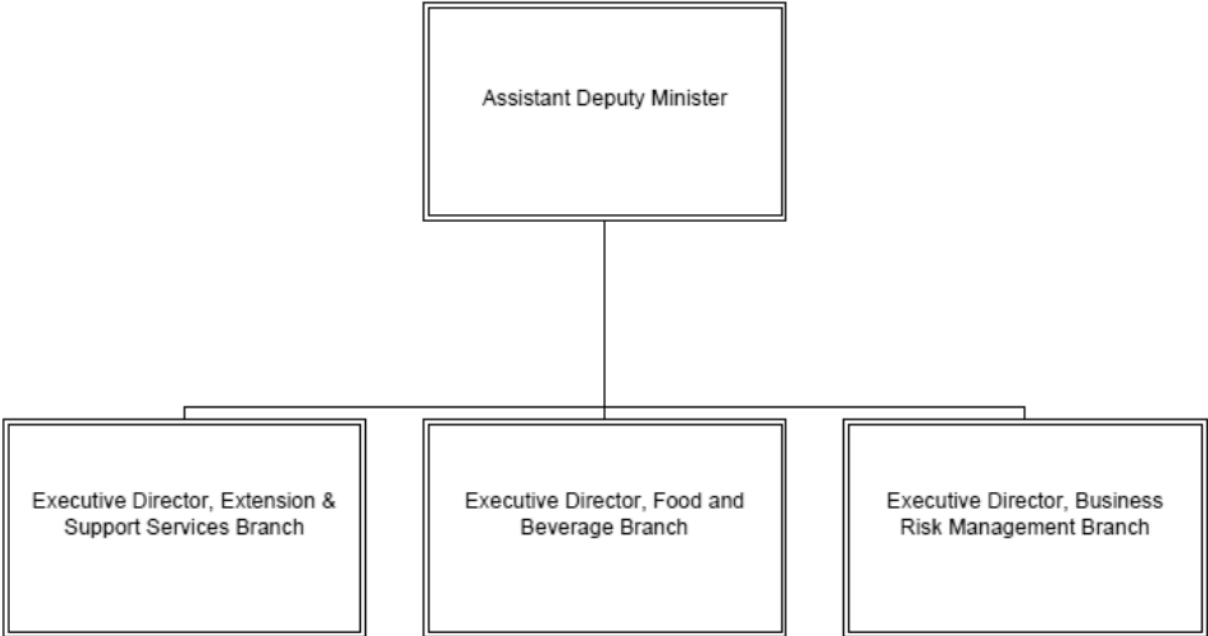 Assistant Deputy Minister
Executive Director, Extension &
Support Services Branch
Executive Director, Food and
Beverage Branch
Executive Director, Business
Risk Management Branch